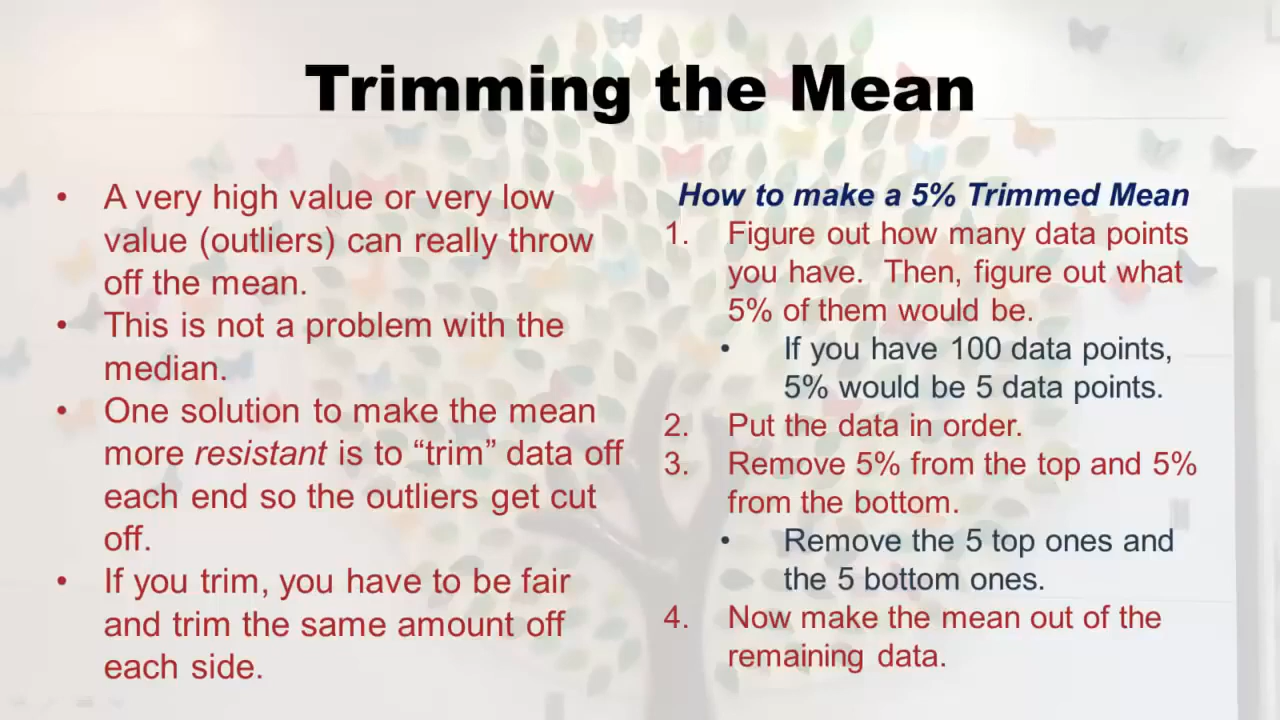 Trimming the Mean
• A very high value or very low
value (outliers) can really throw
off the mean.
• This is not a problem with the
median.
• One solution to make the mean
more resistant is to “trim” data off
each end so the outliers get cut
off.
• If you trim, you have to be fair
and trim the same amount off
each side.
How to make a 5% Trimmed Mean
1. Figure out how many data points
you have. Then, figure out what
5% of them would be.
• If you have 100 data points,
5% would be 5 data points.
2. Put the data in order.
3. Remove 5% from the top and 5%
from the bottom.
• Remove the 5 top ones and
the 5 bottom ones.
4. Now make the mean out of the
remaining data.